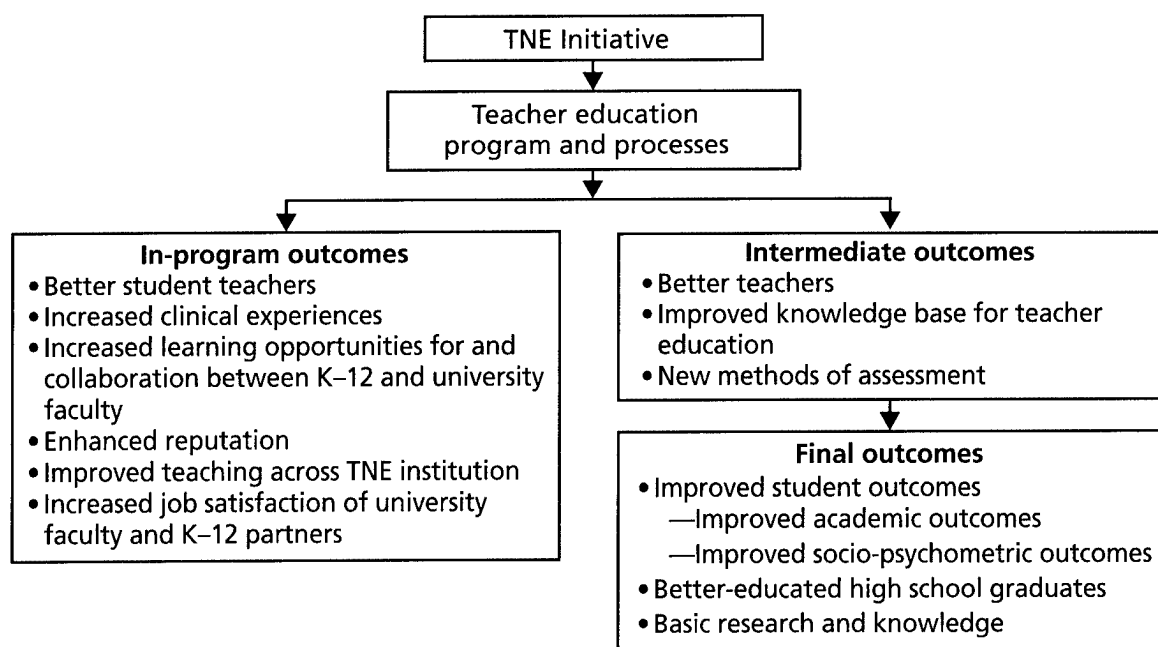 TNE Initiative
Teacher education
program and processes
In-program outcomes
• Better student teachers
• Increased clinical experiences
• Increased learning opportunities for and
collaboration between K–12 and university
faculty
• Enhanced reputation
• Improved teaching across TNE institution
• Increased job satisfaction of university
faculty and K–12 partners
Intermediate outcomes
• Better teachers
• Improved knowledge base for teacher
education
• New methods of assessment
Final outcomes
• Improved student outcomes
—Improved academic outcomes
—Improved socio-psychometric outcomes
• Better-educated high school graduates
• Basic research and knowledge